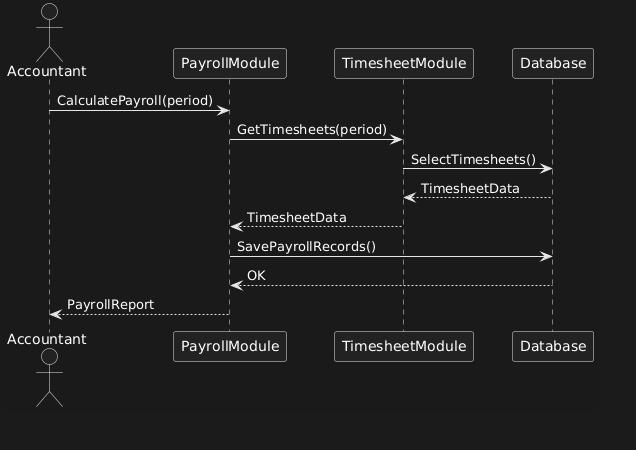 Accountant
PayrollModule
TimesheetModule
Database
CalculatePayroll(period)
GetTimesheets(period)
SelectTimesheets()
TimesheetData
TimesheetData
SavePayrollRecords()
OK
PayrollReport
Accountant
PayrollModule
TimesheetModule
Database